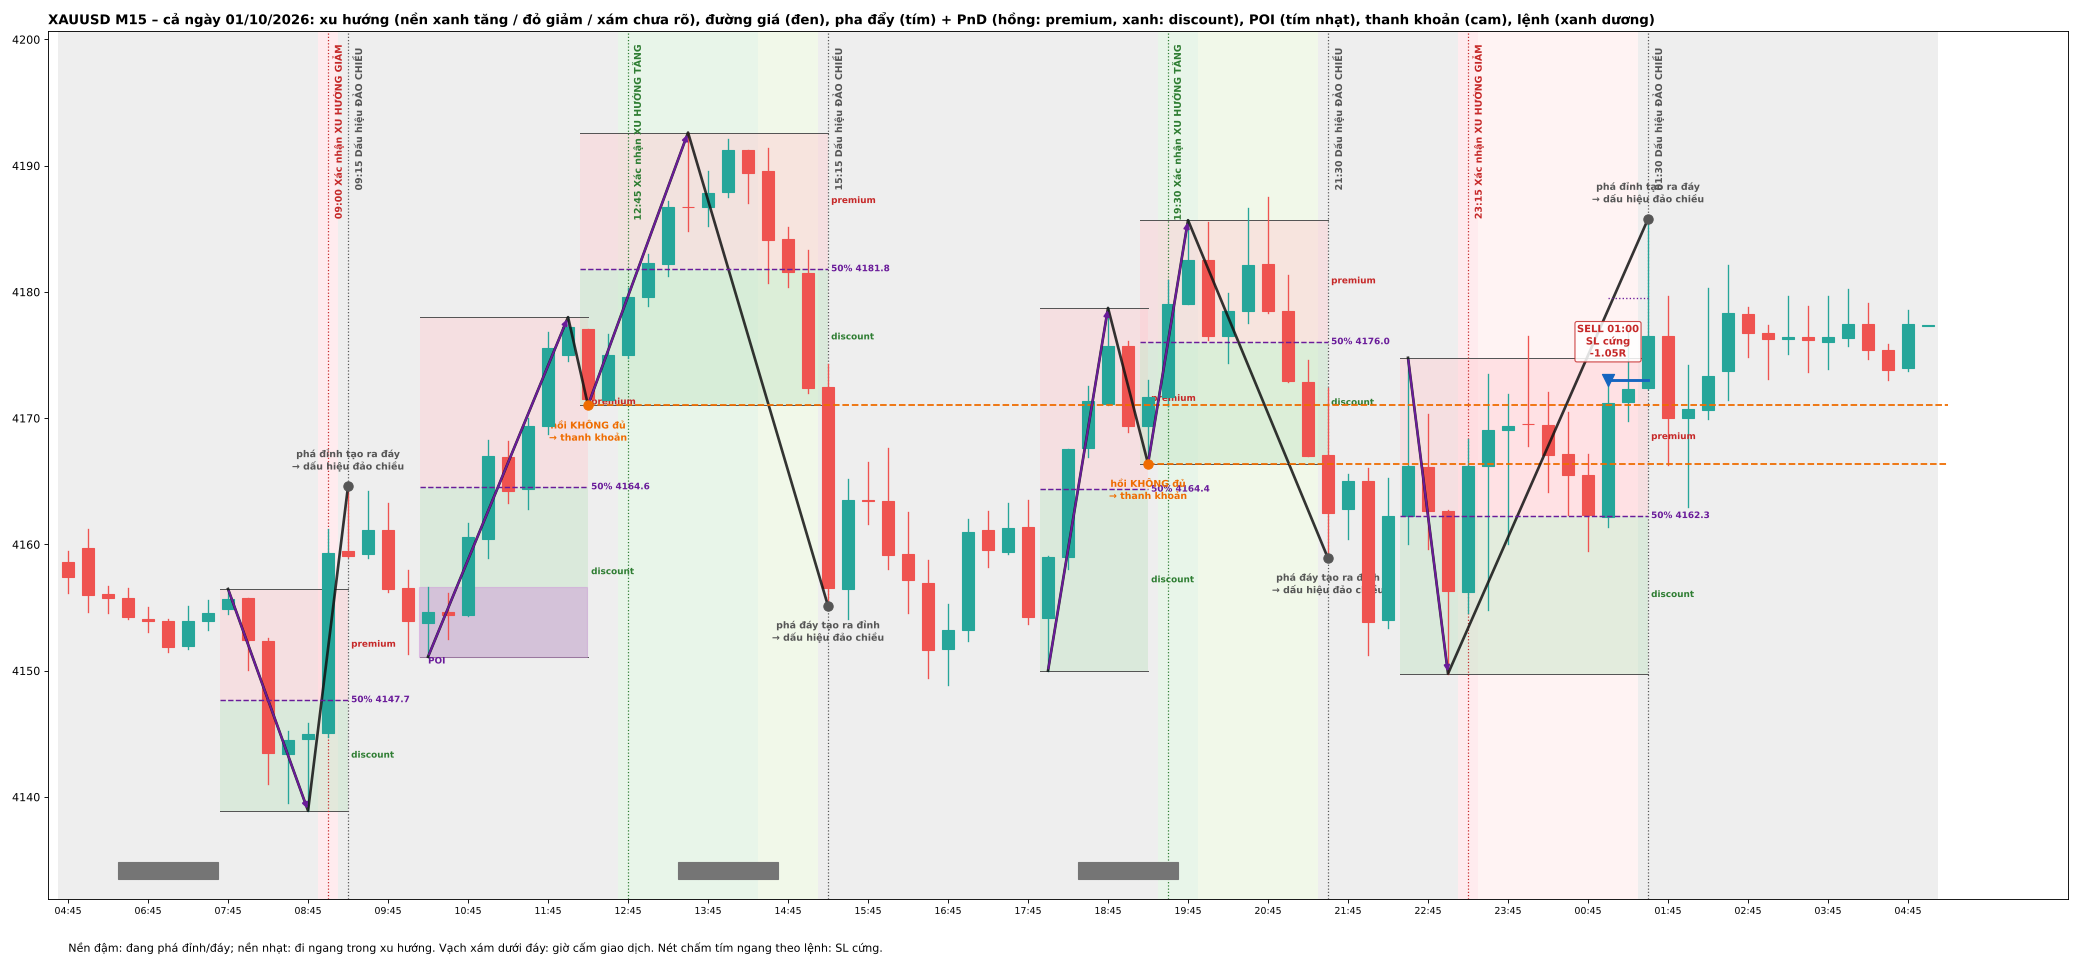 XAUUSD M15 – cả ngày 01/10/2026: xu hướng (nền xanh tăng / đỏ giảm / xám chưa rõ), đường giá (đen), pha đẩy (tím) + PnD (hồng: premium, xanh: discount), POI (tím nhạt), thanh khoản (cam), lệnh (xanh dương)
4200
4190
4180
4170
4160
4150
4140
09:00 Xác nhận XU HƯỚNG GIẢM
09:15 Dấu hiệu ĐẢO CHIỀU
12:45 Xác nhận XU HƯỚNG TĂNG
15:15 Dấu hiệu ĐẢO CHIỀU
19:30 Xác nhận XU HƯỚNG TĂNG
21:30 Dấu hiệu ĐẢO CHIỀU
23:15 Xác nhận XU HƯỚNG GIẢM
01:30 Dấu hiệu ĐẢO CHIỀU
phá đỉnh tạo ra đáy
→ dấu hiệu đảo chiều
premium
50% 4147.7
discount
phá đỉnh tạo ra đáy
→ dấu hiệu đảo chiều
premium
50% 4164.6
discount
POI
hồi KHÔNG đủ
→ thanh khoản
premium
50% 4181.8
discount
phá đáy tạo ra đỉnh
→ dấu hiệu đảo chiều
premium
50% 4164.4
discount
hồi KHÔNG đủ
→ thanh khoản
premium
50% 4176.0
discount
phá đáy tạo ra đỉnh
→ dấu hiệu đảo chiều
SELL 01:00
SL cứng
-1.05R
premium
50% 4162.3
discount
04:45 06:45 07:45 08:45 09:45 10:45 11:45 12:45 13:45 14:45 15:45 16:45 17:45 18:45 19:45 20:45 21:45 22:45 23:45 00:45 01:45 02:45 03:45 04:45
Nền đậm: đang phá đỉnh/đáy; nền nhạt: đi ngang trong xu hướng. Vạch xám dưới đáy: giờ cấm giao dịch. Nét chấm tím ngang theo lệnh: SL cứng.